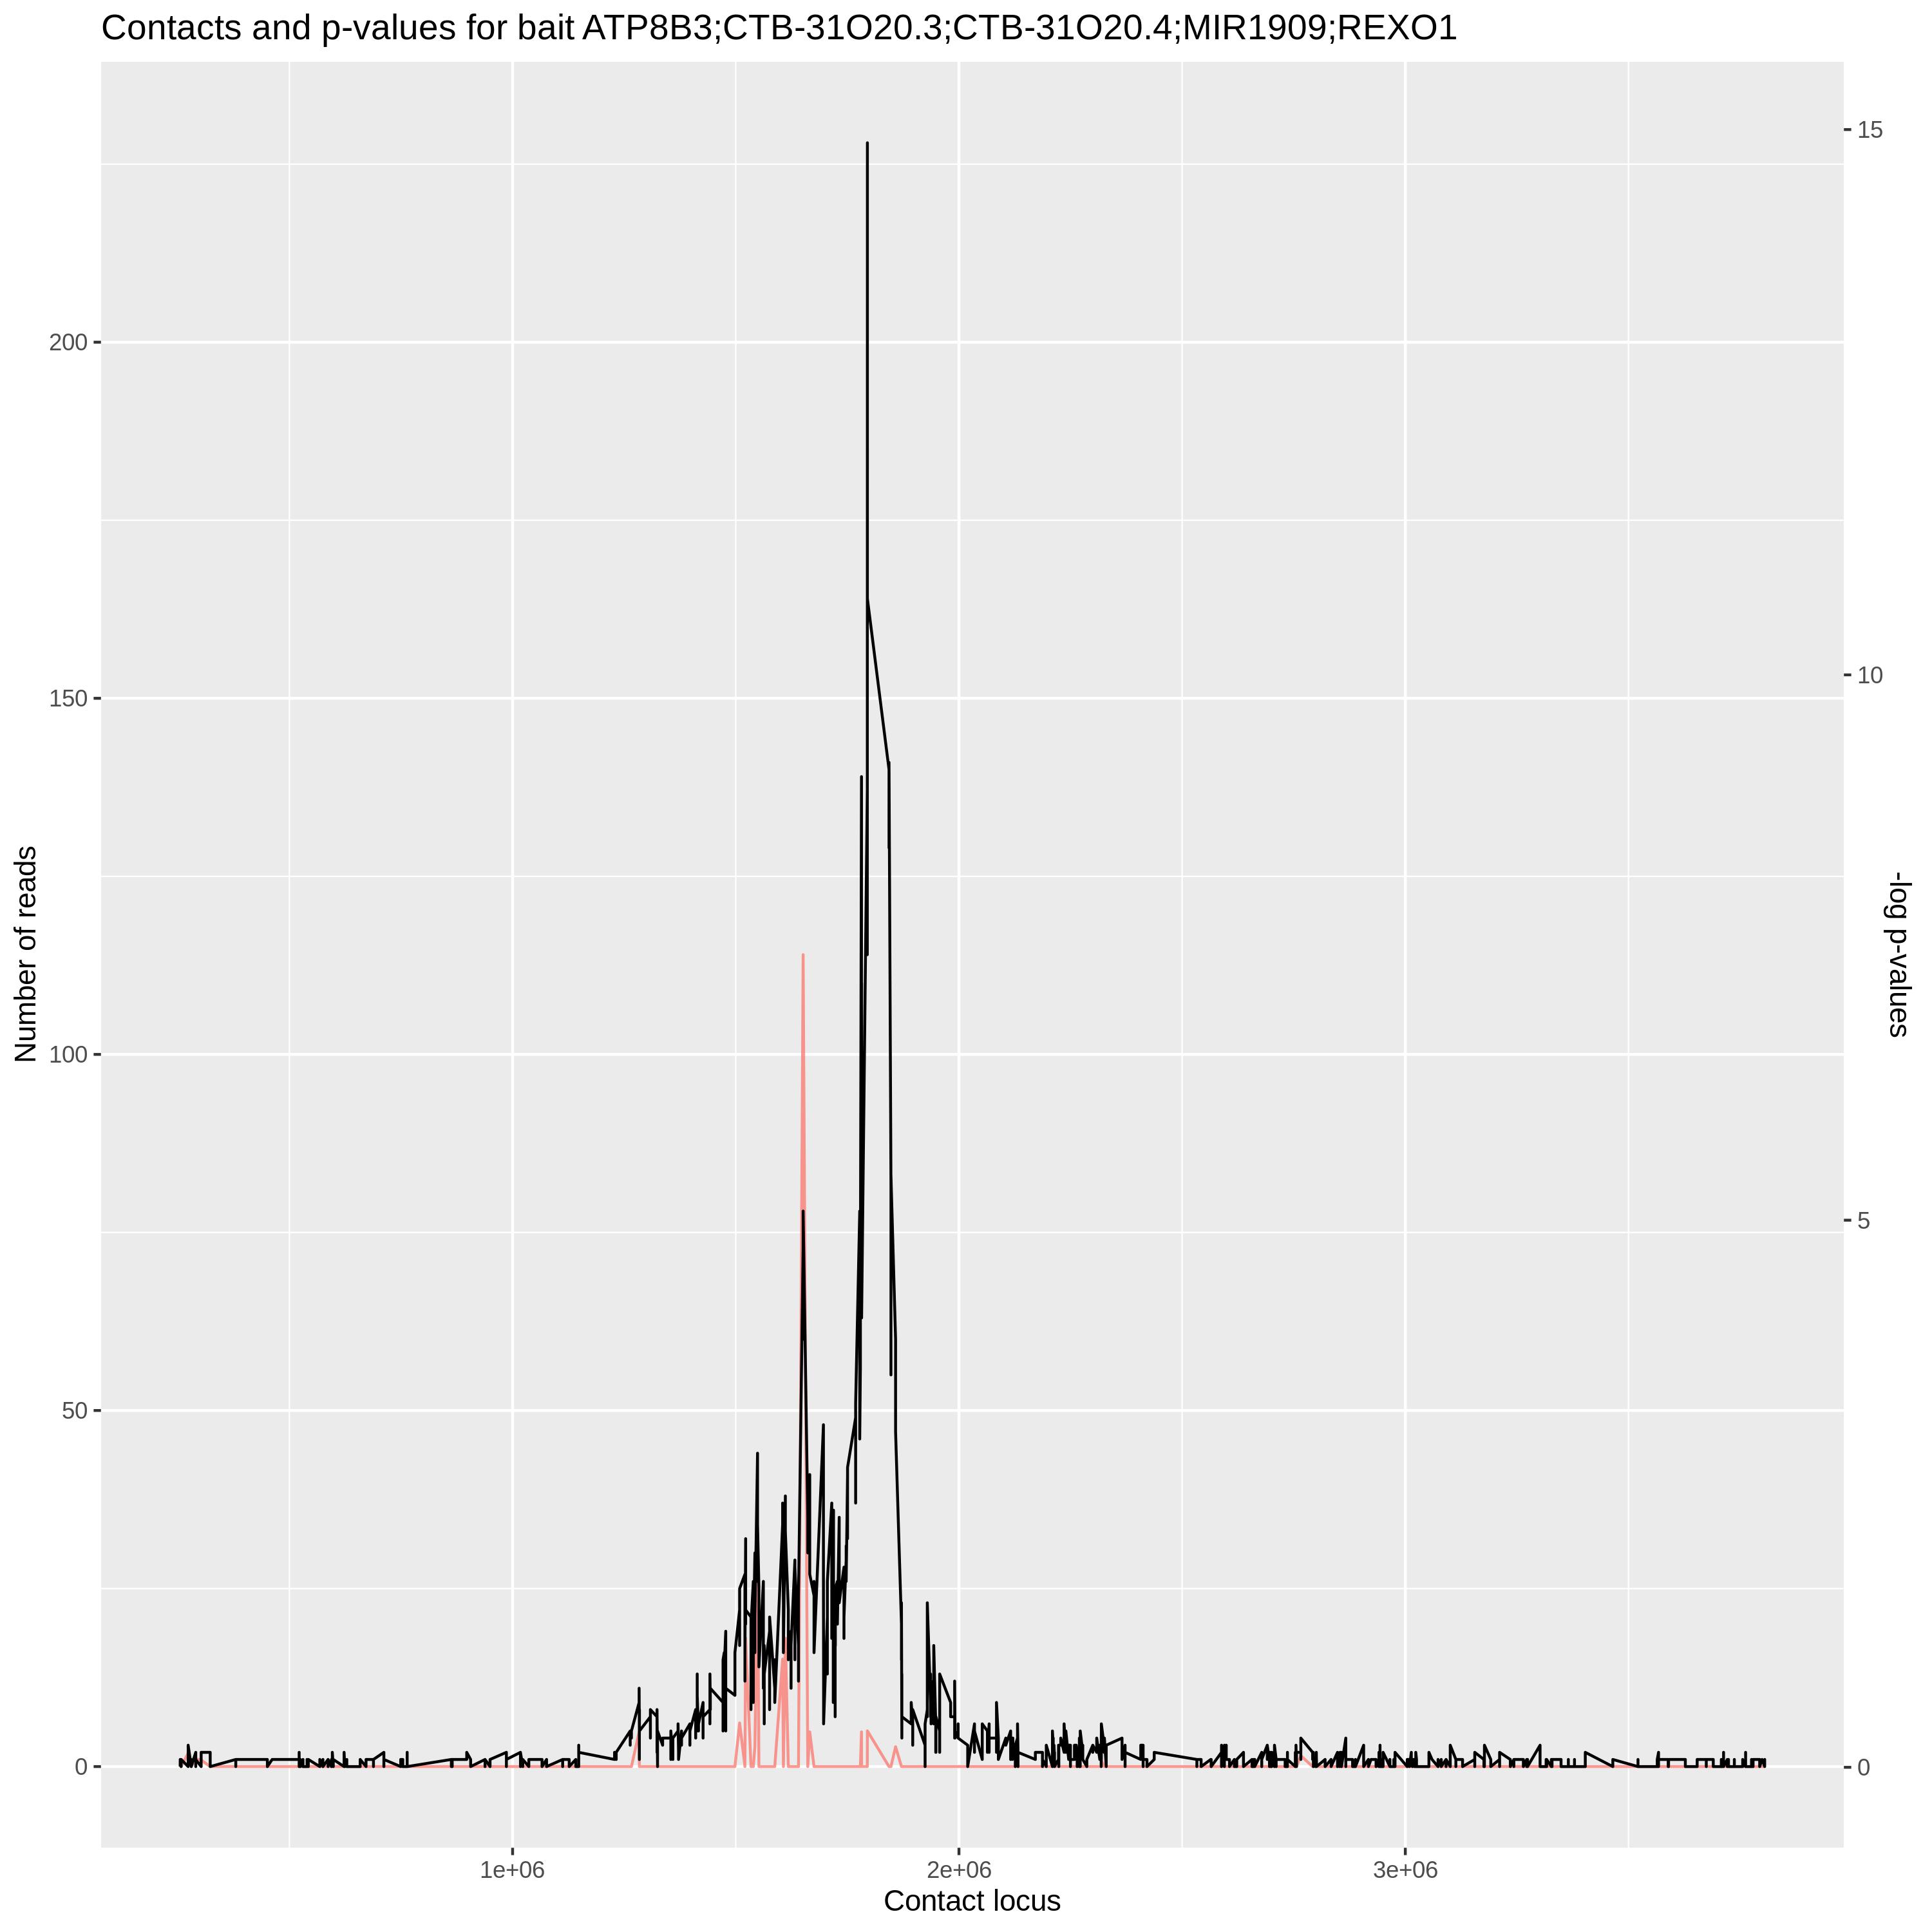 Contacts and p-values for bait ATP8B3;CTB-31O20.3;CTB-31O20.4;MIR1909;REXO1
Number of reads
200
150
100
50
0
15
10
5
0
-log p-values
1e+06
2e+06
3e+06
Contact locus